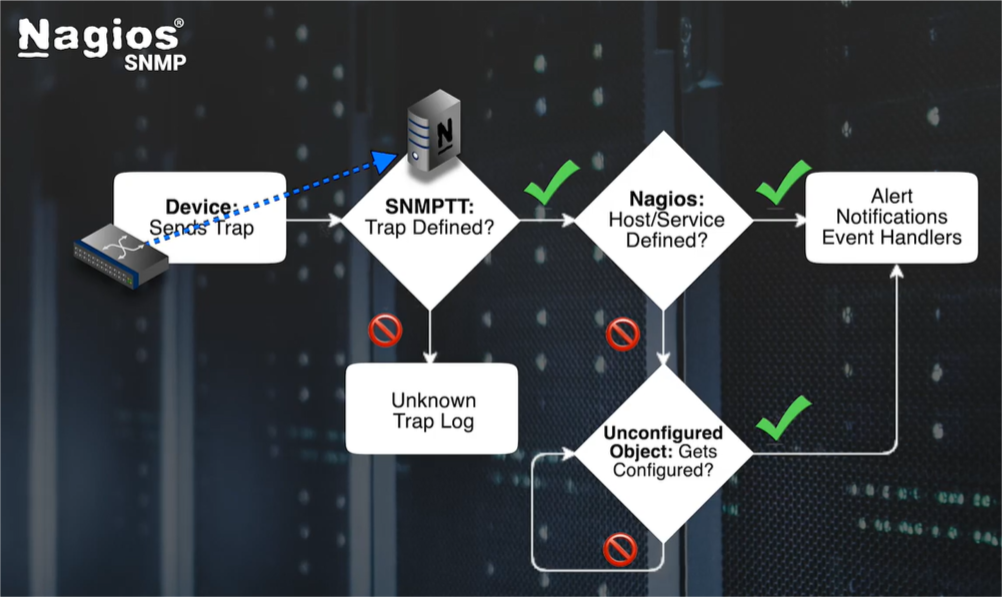 Nagios®
SNMP
Device:
Sends Trap
SNMPTT:
Trap Defined?
N
Nagios:
Host/Service
Defined?
Alert
Notifications
Event Handlers
Unknown
Trap Log
Unconfigured
Object: Gets
Configured?